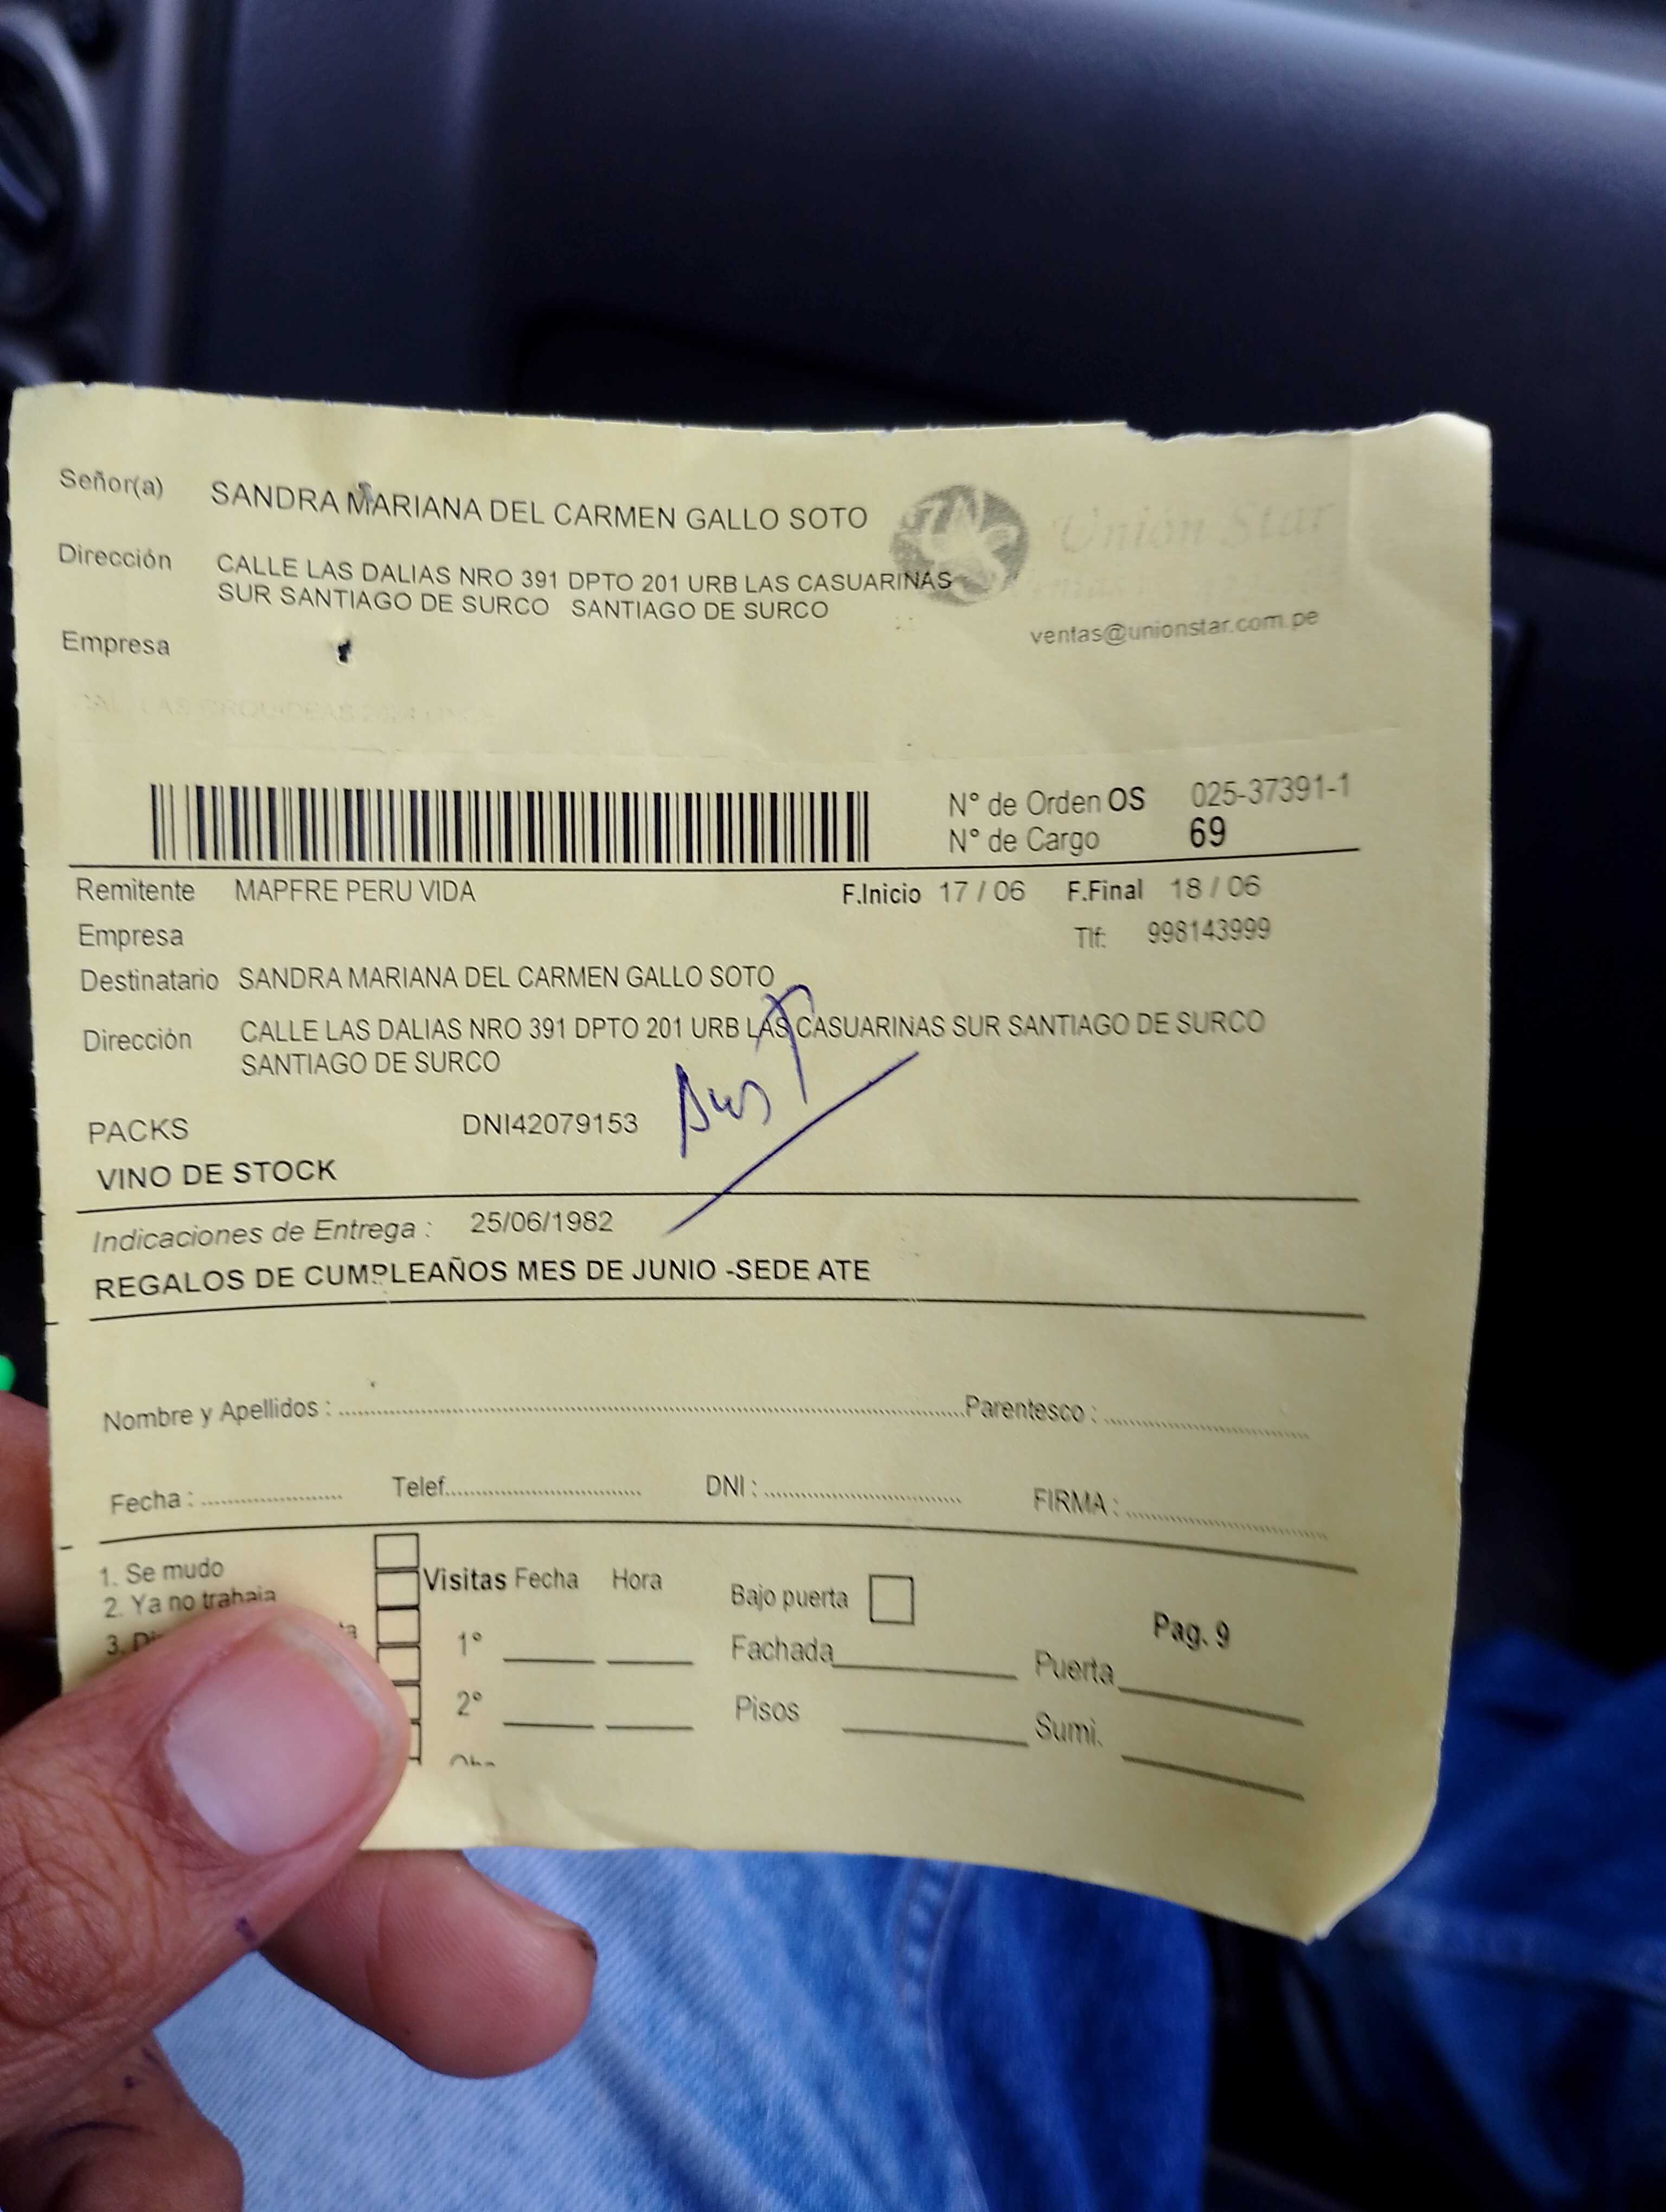 Señor(a) SANDRA MARIANA DEL CARMEN GALLO SOTO
Unión Star
Dirección CALLE LAS DALIAS NRO 391 DPTO 201 URB LAS CASUARINAS
SUR SANTIAGO DE SURCO SANTIAGO DE SURCO
ventas@unionstar.com.pe
Empresa
N° de Orden OS 025-37391-1
N° de Cargo 69
Remitente MAPFRE PERU VIDA F.Inicio 17 / 06 F.Final 18 / 06
Empresa Tlf: 998143999
Destinatario SANDRA MARIANA DEL CARMEN GALLO SOTO
Dirección CALLE LAS DALIAS NRO 391 DPTO 201 URB LAS CASUARINAS SUR SANTIAGO DE SURCO
SANTIAGO DE SURCO
PACKS DNI42079153
VINO DE STOCK
Indicaciones de Entrega : 25/06/1982
REGALOS DE CUMPLEAÑOS MES DE JUNIO -SEDE ATE
Nombre y Apellidos : Parentesco :
Fecha : Telef. DNI : FIRMA :
1. Se mudo
2. Ya no trabaja
3.
Visitas Fecha Hora Bajo puerta
Pag. 9
1° Fachada Puerta
2° Pisos Sumi.